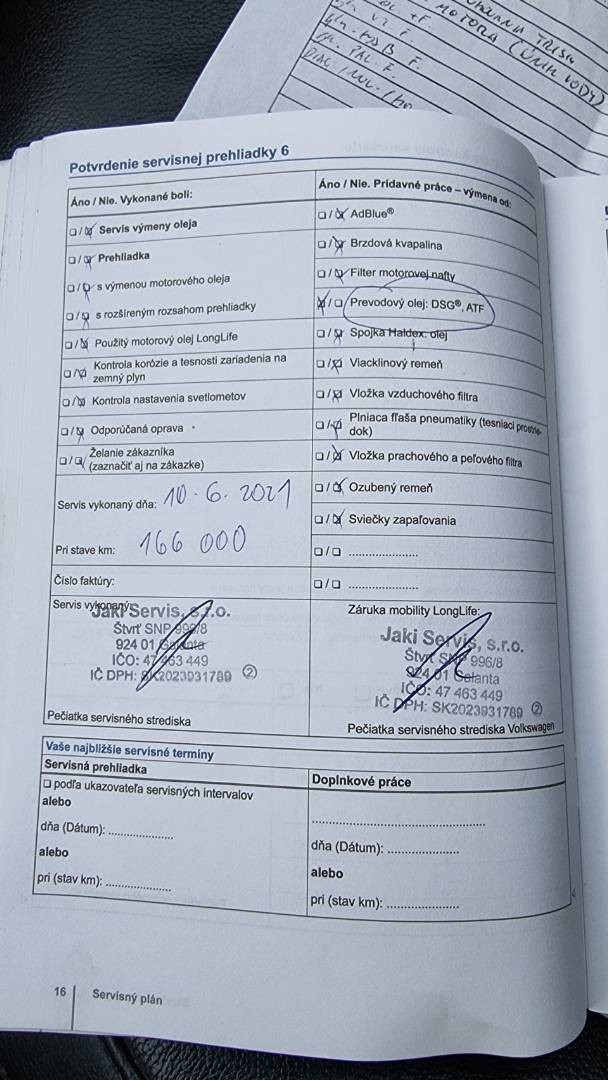 MOTORA (ÚNIK VODY)
Potvrdenie servisnej prehliadky 6
Áno / Nie. Vykonané boli:
❑ / ❑ Servis výmeny oleja
❑ / ❑ Prehliadka
❑ / ❑ s výmenou motorového oleja
❑ / ❑ s rozšíreným rozsahom prehliadky
❑ / ❑ Použitý motorový olej LongLife
❑ / ❑ Kontrola korózie a tesnosti zariadenia na
zemný plyn
❑ / ❑ Kontrola nastavenia svetlometov
❑ / ❑ Odporúčaná oprava
❑ / ❑ Želanie zákazníka
(zaznačiť aj na zákazke)
Servis vykonaný dňa: 10.6.2021
Pri stave km: 166 000
Číslo faktúry:
Servis vykonaný:
Jaki Servis, s.r.o.
Štvrť SNP 996/8
924 01 Galanta
IČO: 47 463 449
IČ DPH: SK2023931789 ②
Pečiatka servisného strediska
Áno / Nie. Prídavné práce – výmena od:
❑ / ❑ AdBlue®
❑ / ❑ Brzdová kvapalina
❑ / ❑ Filter motorovej nafty
❑ / ❑ Prevodový olej: DSG®, ATF
❑ / ❑ Spojka Haldex: olej
❑ / ❑ Viacklinový remeň
❑ / ❑ Vložka vzduchového filtra
❑ / ❑ Plniaca fľaša pneumatiky (tesniaci prostrie-
dok)
❑ / ❑ Vložka prachového a peľového filtra
❑ / ❑ Ozubený remeň
❑ / ❑ Sviečky zapaľovania
❑ / ❑ ....................
❑ / ❑ ....................
Záruka mobility LongLife:
Jaki Servis, s.r.o.
Štvrť SNP 996/8
924 01 Galanta
IČO: 47 463 449
IČ DPH: SK2023931789 ②
Pečiatka servisného strediska Volkswagen
Vaše najbližšie servisné termíny
Servisná prehliadka
❑ podľa ukazovateľa servisných intervalov
alebo
dňa (Dátum): ....................
alebo
pri (stav km): ....................
Doplnkové práce
..................................................
dňa (Dátum): ....................
alebo
pri (stav km): ....................
16 Servisný plán